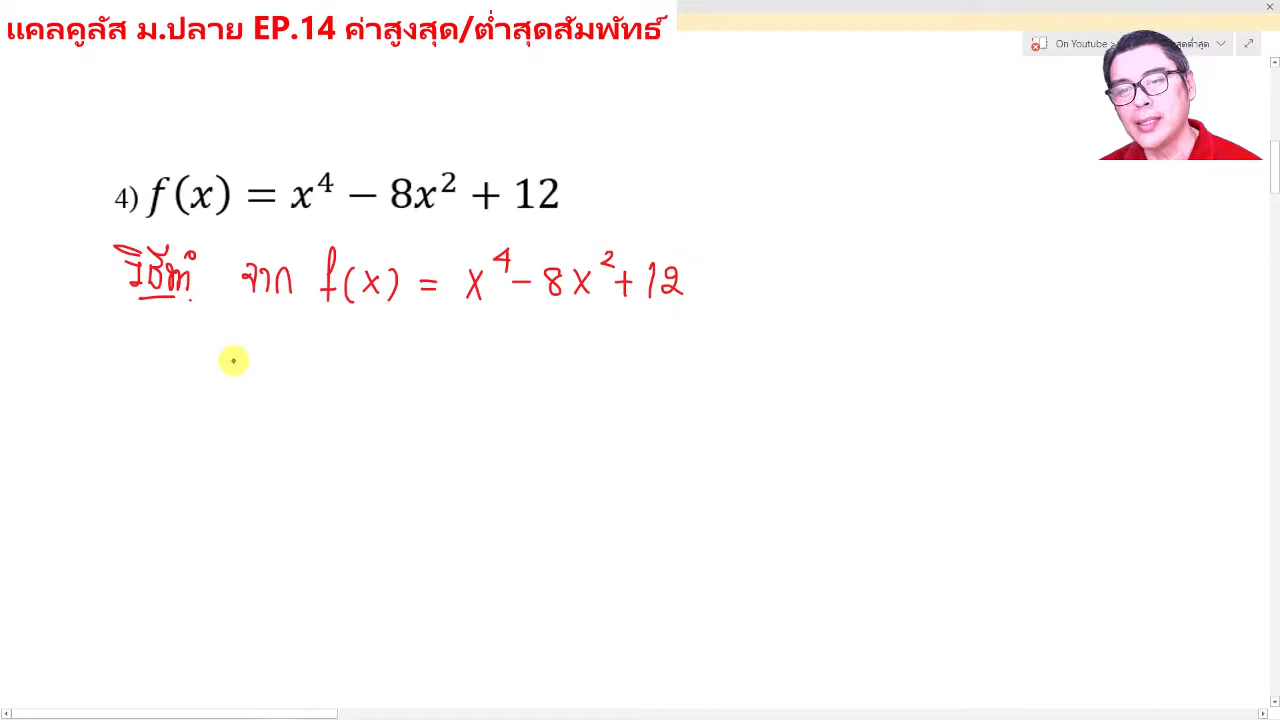 แคลคูลัส ม.ปลาย EP.14 ค่าสูงสุด/ต่ำสุดสัมพัทธ์
On Youtube >
4) f(x) = x⁴ − 8x² + 12
วิธีทำ จาก f(x) = x⁴ − 8x² + 12